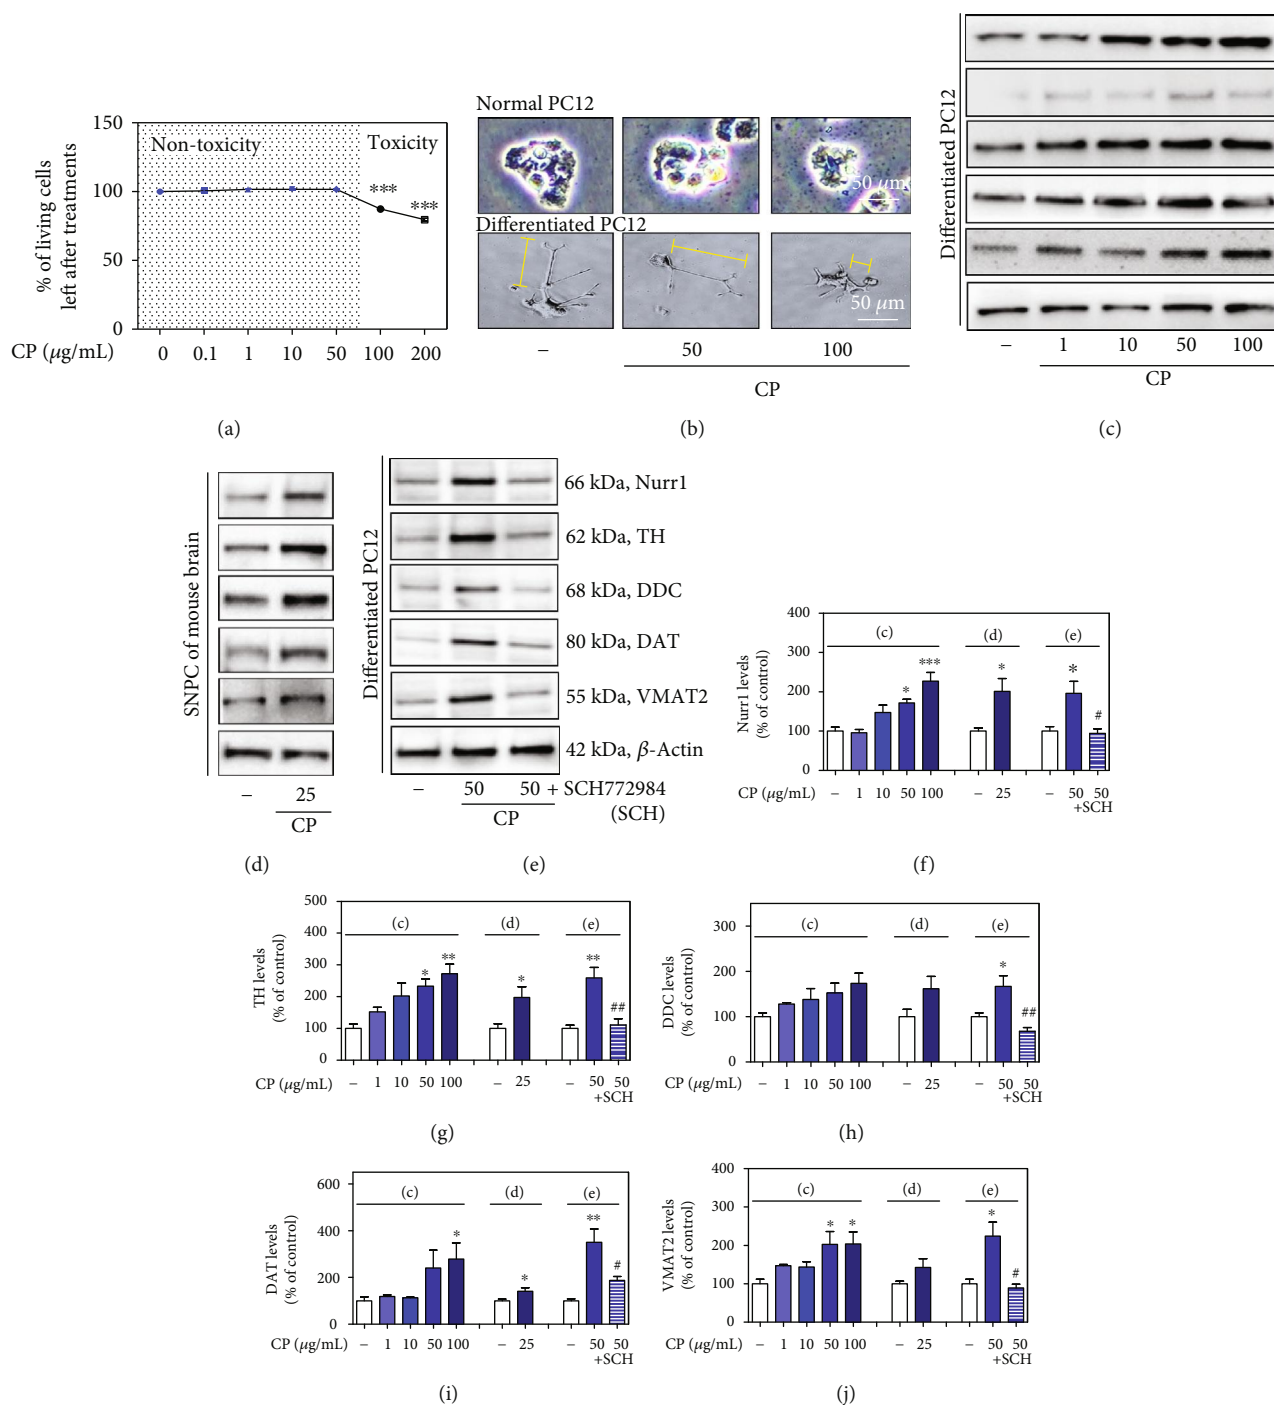 150
Non-toxicity Toxicity
100
***
***
50
0
% of living cells
left after treatments
CP (μg/mL) 0 0.1 1 10 50 100 200
(a)
Normal PC12
50 μm
Differentiated PC12
50 μm
– 50 100
CP
(b)
Differentiated PC12
– 1 10 50 100
CP
(c)
SNPC of mouse brain
– 25
CP
(d)
Differentiated PC12
66 kDa, Nurr1
62 kDa, TH
68 kDa, DDC
80 kDa, DAT
55 kDa, VMAT2
42 kDa, β-Actin
– 50 50 + SCH772984
CP (SCH)
(e)
Nurr1 levels
(% of control)
400
300
200
100
0
(c) (d) (e)
* *** * * #
CP (μg/mL) – 1 10 50 100 – 25 – 50 50
+SCH
(f)
TH levels
(% of control)
500
400
300
200
100
0
(c) (d) (e)
* ** * ** ##
CP (μg/mL) – 1 10 50 100 – 25 – 50 50
+SCH
(g)
DDC levels
(% of control)
300
200
100
0
(c) (d) (e)
* ##
CP (μg/mL) – 1 10 50 100 – 25 – 50 50
+SCH
(h)
DAT levels
(% of control)
600
400
200
0
(c) (d) (e)
* * ** #
CP (μg/mL) – 1 10 50 100 – 25 – 50 50
+SCH
(i)
VMAT2 levels
(% of control)
400
300
200
100
0
(c) (d) (e)
* * * #
CP (μg/mL) – 1 10 50 100 – 25 – 50 50
+SCH
(j)